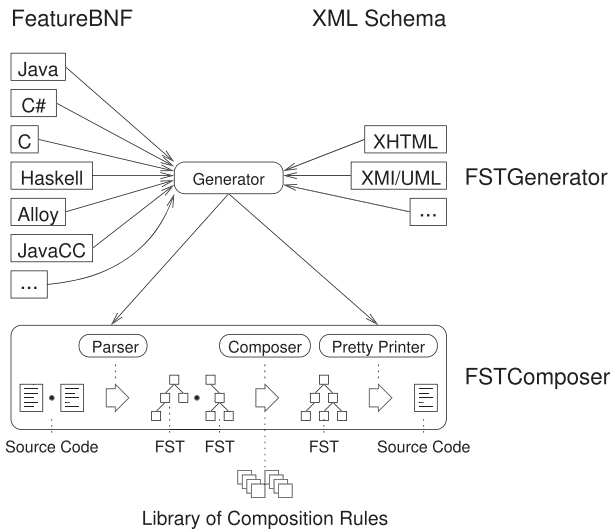 FeatureBNF
XML Schema
Java
C#
C
Haskell
Alloy
JavaCC
...
Generator
XHTML
XMI/UML
...
FSTGenerator
Parser
Composer
Pretty Printer
FSTComposer
Source Code
FST
FST
FST
Source Code
Library of Composition Rules